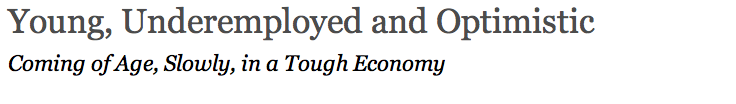 Young, Underemployed and Optimistic
Coming of Age, Slowly, in a Tough Economy